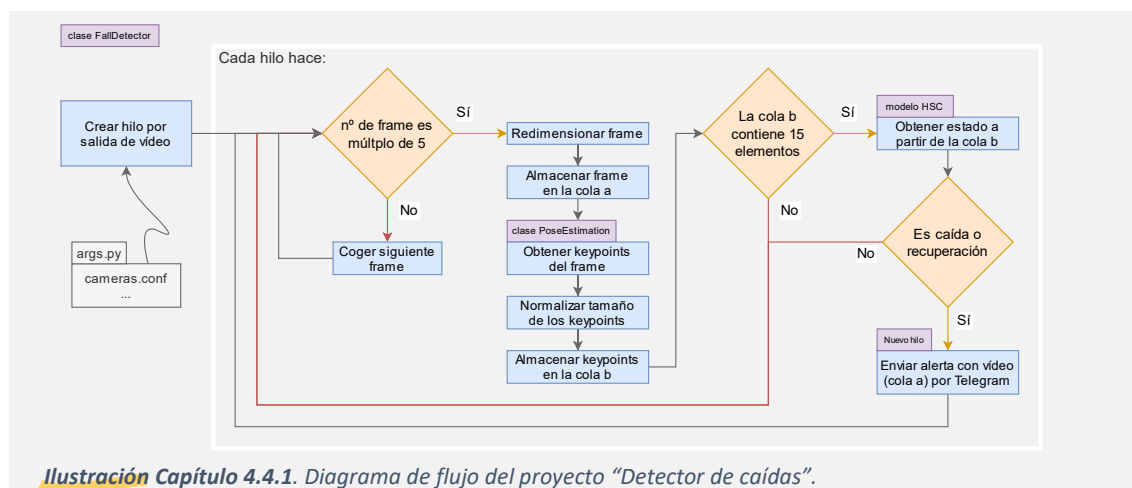 clase FallDetector
Cada hilo hace:
Crear hilo por
salida de vídeo
args.py
cameras.conf
...
nº de frame es
múltplo de 5
Sí
No
Coger siguiente
frame
Redimensionar frame
Almacenar frame
en la cola a
clase PoseEstimation
Obtener keypoints
del frame
Normalizar tamaño
de los keypoints
Almacenar keypoints
en la cola b
La cola b
contiene 15
elementos
Sí
No
modelo HSC
Obtener estado a
partir de la cola b
Es caída o
recuperación
No
Sí
Nuevo hilo
Enviar alerta con vídeo
(cola a) por Telegram
Ilustración Capítulo 4.4.1. Diagrama de flujo del proyecto “Detector de caídas”.